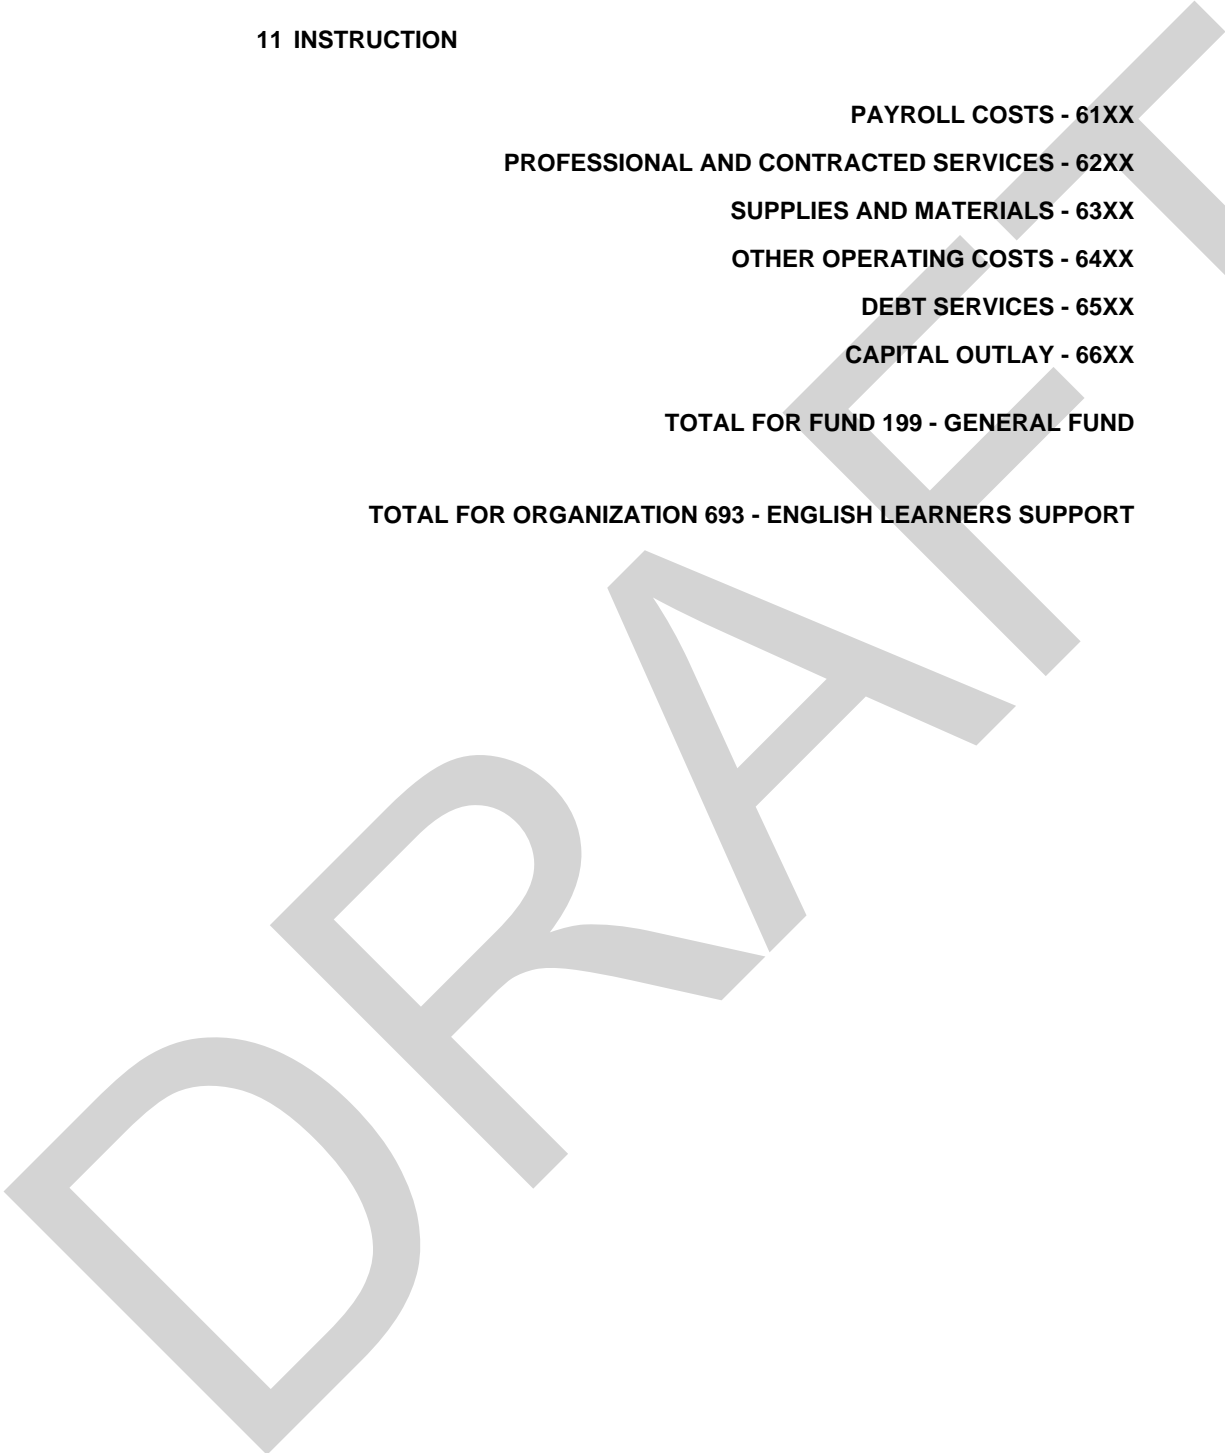 11 INSTRUCTION
PAYROLL COSTS - 61XX
PROFESSIONAL AND CONTRACTED SERVICES - 62XX
SUPPLIES AND MATERIALS - 63XX
OTHER OPERATING COSTS - 64XX
DEBT SERVICES - 65XX
CAPITAL OUTLAY - 66XX
TOTAL FOR FUND 199 - GENERAL FUND
TOTAL FOR ORGANIZATION 693 - ENGLISH LEARNERS SUPPORT
DRAFT